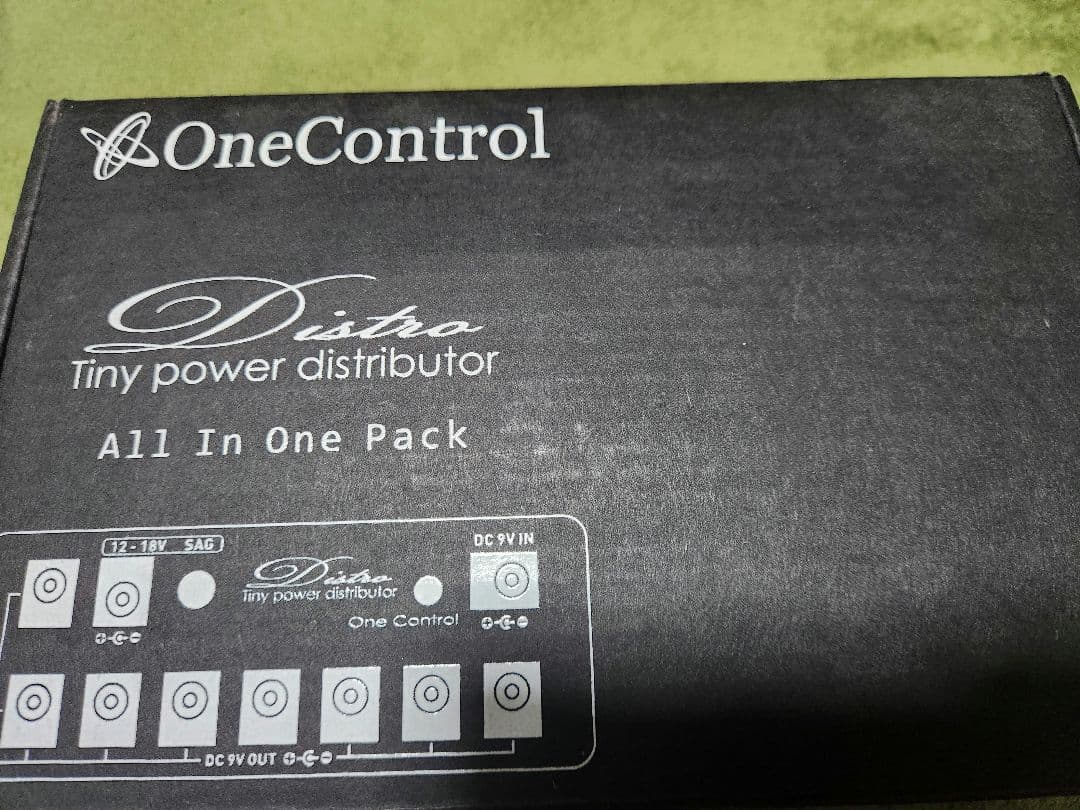 OneControl
Distro
Tiny power distributor
All In One Pack
12-18V SAG
Distro
Tiny power distributor
One Control
DC 9V IN
DC 9V OUT